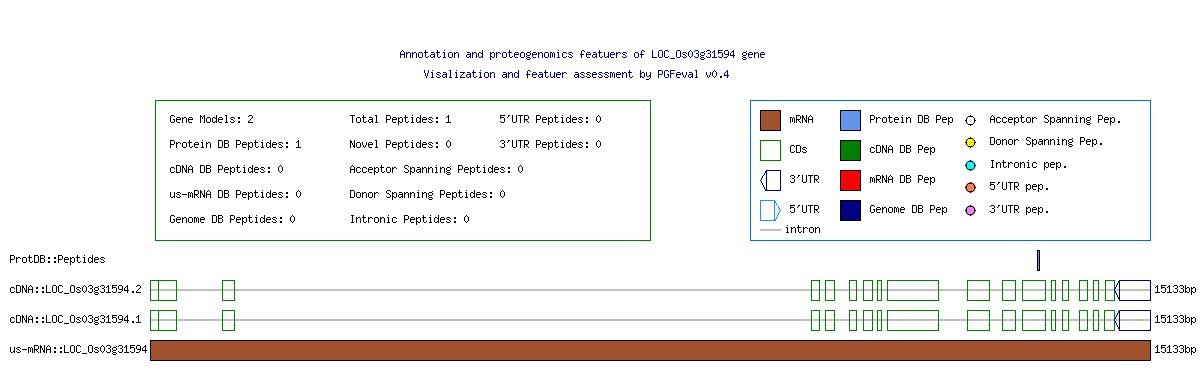 Annotation and proteogenomics featuers of LOC_Os03g31594 gene
Visalization and featuer assessment by PGFeval v0.4
Gene Models: 2 Total Peptides: 1 5'UTR Peptides: 0
Protein DB Peptides: 1 Novel Peptides: 0 3'UTR Peptides: 0
cDNA DB Peptides: 0 Acceptor Spanning Peptides: 0
us-mRNA DB Peptides: 0 Donor Spanning Peptides: 0
Genome DB Peptides: 0 Intronic Peptides: 0
mRNA Protein DB Pep Acceptor Spanning Pep.
CDs cDNA DB Pep Donor Spanning Pep.
3'UTR mRNA DB Pep Intronic pep.
5'UTR Genome DB Pep 5'UTR pep.
3'UTR pep.
intron
ProtDB::Peptides
cDNA::LOC_Os03g31594.2 15133bp
cDNA::LOC_Os03g31594.1 15133bp
us-mRNA::LOC_Os03g31594 15133bp